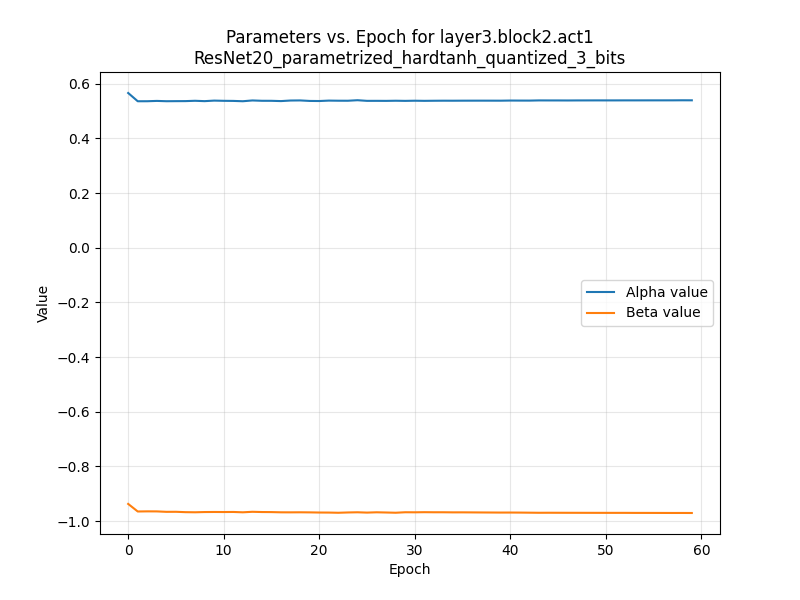 Parameters vs. Epoch for layer3.block2.act1
ResNet20_parametrized_hardtanh_quantized_3_bits
0.6
0.4
0.2
0.0
−0.2
−0.4
−0.6
−0.8
−1.0
Value
Alpha value
Beta value
0 10 20 30 40 50 60
Epoch